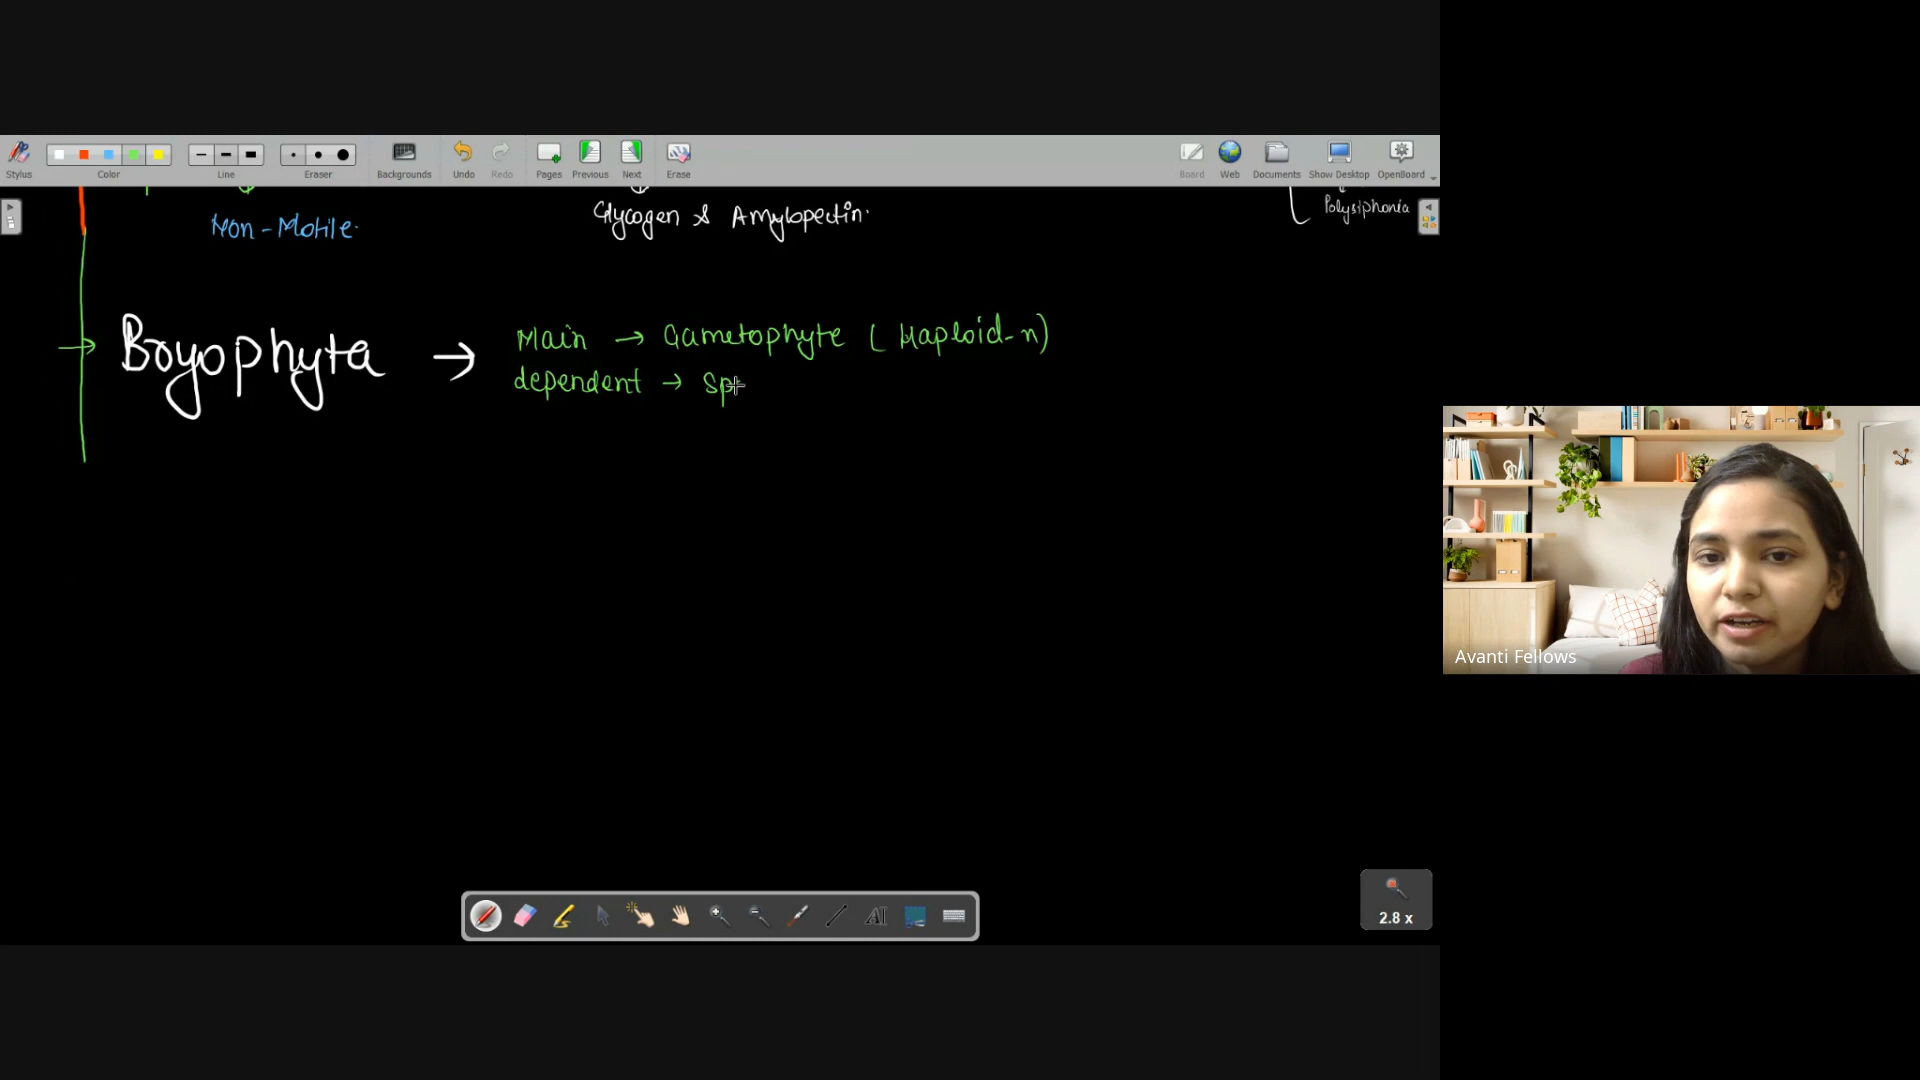 Stylus Color Line Eraser Backgrounds Undo Redo Pages Previous Next Erase Board Web Documents Show Desktop OpenBoard
Non-Motile
Glycogen & Amylopectin
Polysiphonia
Boyophyta → Main → Gametophyte ( Haploid-n)
dependent → Sp
Avanti Fellows
2.8 x